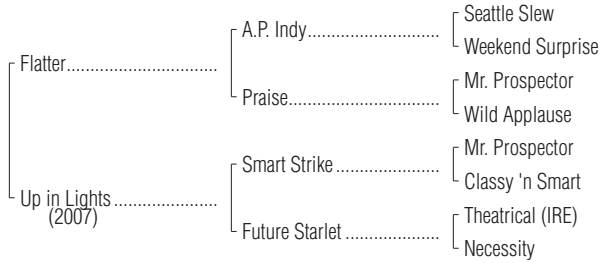 Seattle Slew
A.P. Indy
Weekend Surprise
Flatter
Mr. Prospector
Praise
Wild Applause
Mr. Prospector
Smart Strike
Classy 'n Smart
Up in Lights
(2007)
Theatrical (IRE)
Future Starlet
Necessity